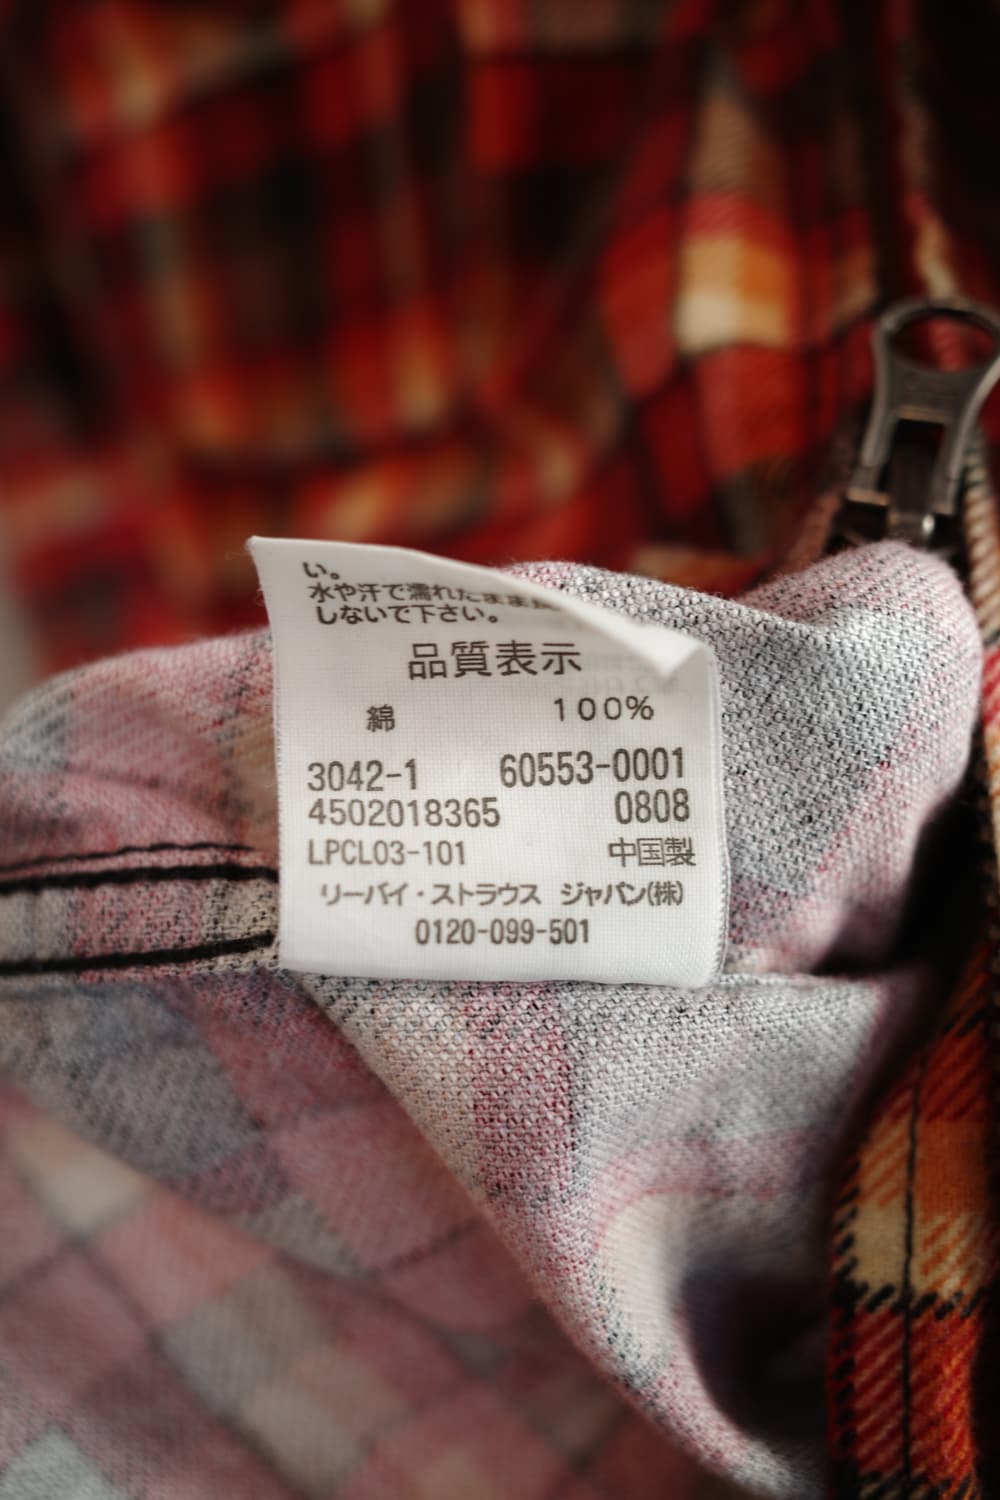 い。
水や汗で濡れたまま
しないで下さい。
品質表示
綿 100%
3042-1 60553-0001
4502018365 0808
LPCL03-101 中国製
リーバイ・ストラウス ジャパン(株)
0120-099-501